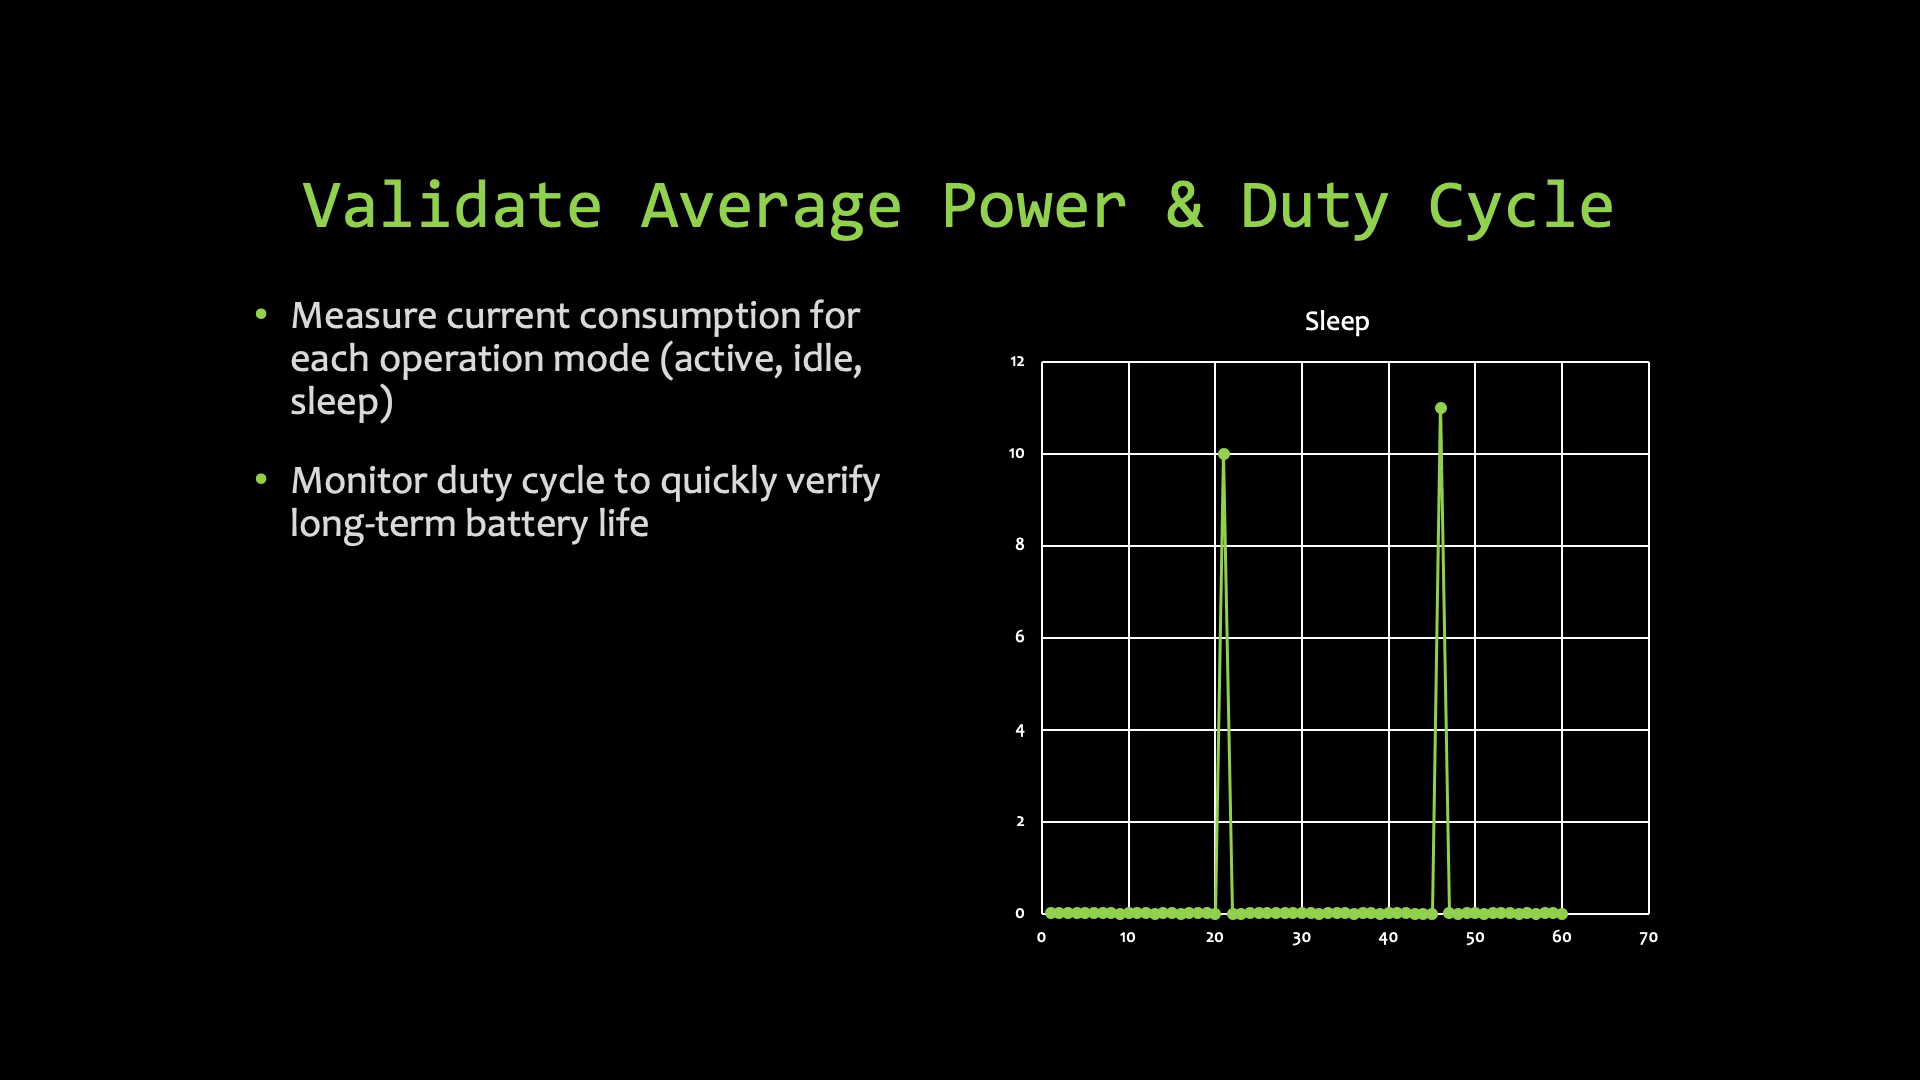 Validate Average Power & Duty Cycle
• Measure current consumption for
each operation mode (active, idle,
sleep)
• Monitor duty cycle to quickly verify
long-term battery life
Sleep
12
10
8
6
4
2
0
0 10 20 30 40 50 60 70